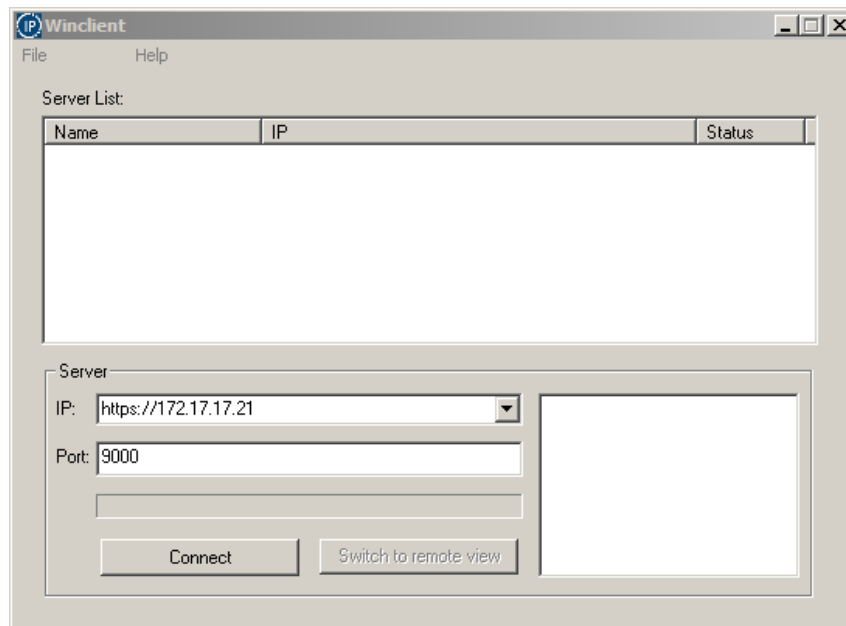 IP Winclient
File Help
Server List:
Name IP Status
Server
IP: https://172.17.17.21
Port: 9000
Connect Switch to remote view